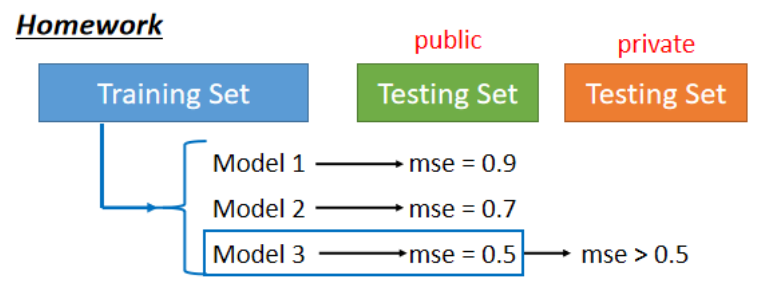 Homework
public private
Training Set Testing Set Testing Set
Model 1 mse = 0.9
Model 2 mse = 0.7
Model 3 mse = 0.5 mse > 0.5